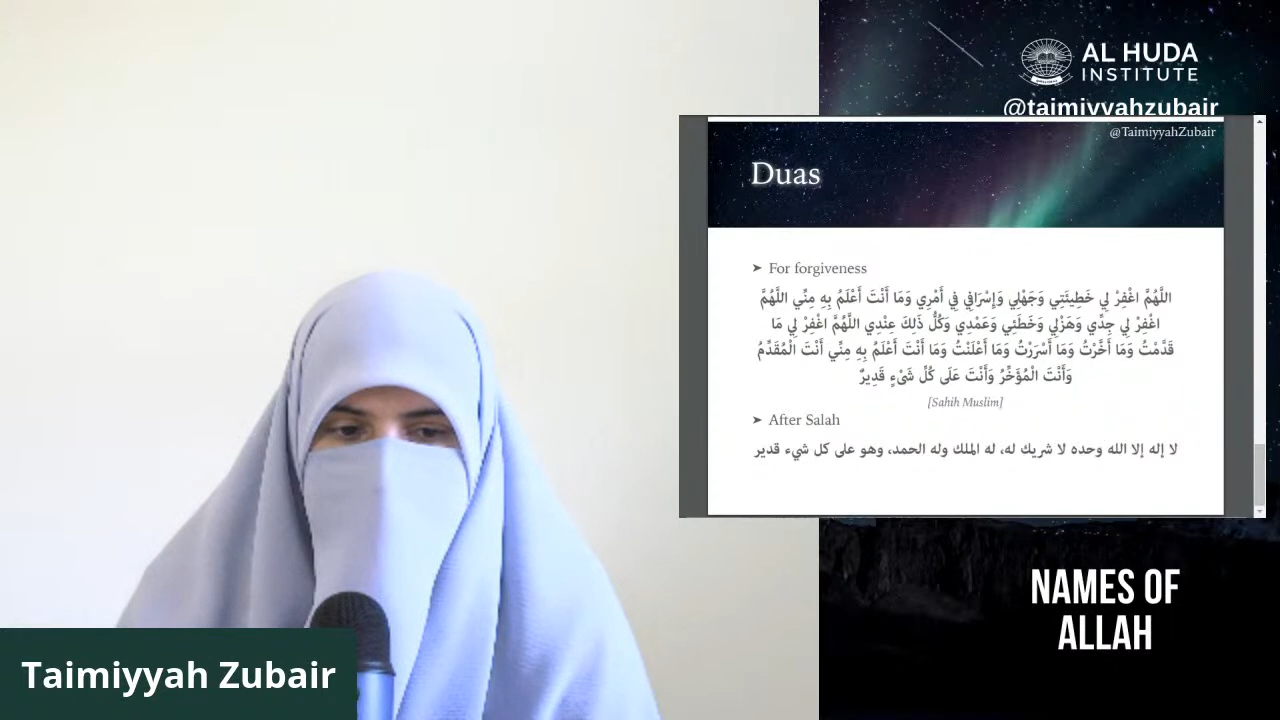 AL HUDA
INSTITUTE
@taimiyyahzubair
@TaimiyyahZubair
Duas
➤ For forgiveness
اللَّهُمَّ اغْفِرْ لِي خَطِيئَتِي وَجَهْلِي وَإِسْرَافِي فِي أَمْرِي وَمَا أَنْتَ أَعْلَمُ بِهِ مِنِّي اللَّهُمَّ
اغْفِرْ لِي جِدِّي وَهَزْلِي وَخَطَئِي وَعَمْدِي وَكُلُّ ذَلِكَ عِنْدِي اللَّهُمَّ اغْفِرْ لِي مَا
قَدَّمْتُ وَمَا أَخَّرْتُ وَمَا أَسْرَرْتُ وَمَا أَعْلَنْتُ وَمَا أَنْتَ أَعْلَمُ بِهِ مِنِّي أَنْتَ الْمُقَدِّمُ
وَأَنْتَ الْمُؤَخِّرُ وَأَنْتَ عَلَى كُلِّ شَىْءٍ قَدِيرٌ
[Sahih Muslim]
➤ After Salah
لا إله إلا الله وحده لا شريك له، له الملك وله الحمد، وهو على كل شيء قدير
NAMES OF
ALLAH
Taimiyyah Zubair